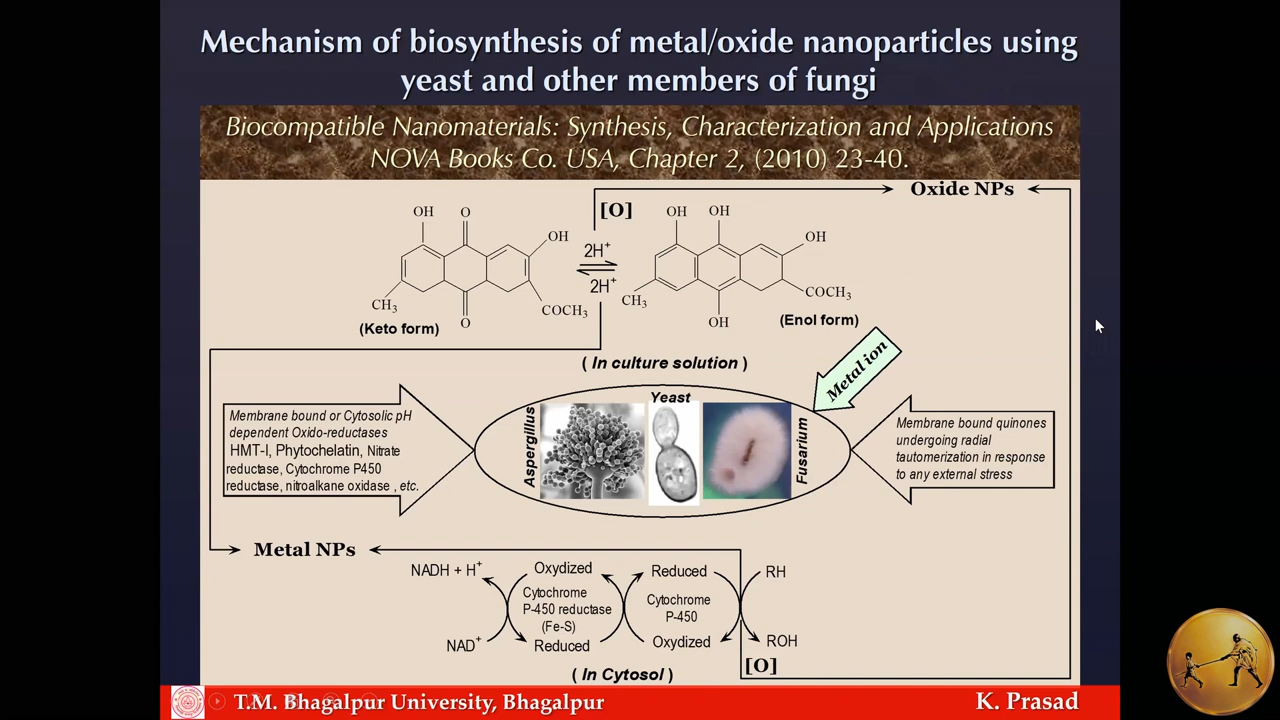 Mechanism of biosynthesis of metal/oxide nanoparticles using
yeast and other members of fungi
Biocompatible Nanomaterials: Synthesis, Characterization and Applications
NOVA Books Co. USA, Chapter 2, (2010) 23-40.
Oxide NPs
[O]
OH
O
OH
CH3
O
COCH3
(Keto form)
2H+
2H+
OH
OH
OH
CH3
COCH3
OH
(Enol form)
( In culture solution )
Metal ion
Membrane bound or Cytosolic pH
dependent Oxido-reductases
HMT-I, Phytochelatin, Nitrate
reductase, Cytochrome P450
reductase, nitroalkane oxidase , etc.
Aspergillus
Yeast
Fusarium
Membrane bound quinones
undergoing radial
tautomerization in response
to any external stress
Metal NPs
NADH + H+
Oxydized
Reduced
RH
Cytochrome
P-450 reductase
(Fe-S)
Cytochrome
P-450
NAD+
Reduced
Oxydized
ROH
[O]
( In Cytosol )
T.M. Bhagalpur University, Bhagalpur
K. Prasad